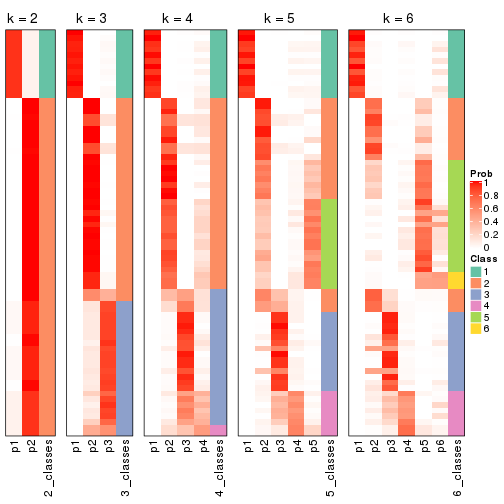 k = 2
k = 3
k = 4
k = 5
k = 6
p1
p2
2_classes
p1
p2
p3
3_classes
p1
p2
p3
p4
4_classes
p1
p2
p3
p4
p5
5_classes
p1
p2
p3
p4
p5
p6
6_classes
Prob
1
0.8
0.6
0.4
0.2
0
Class
1
2
3
4
5
6